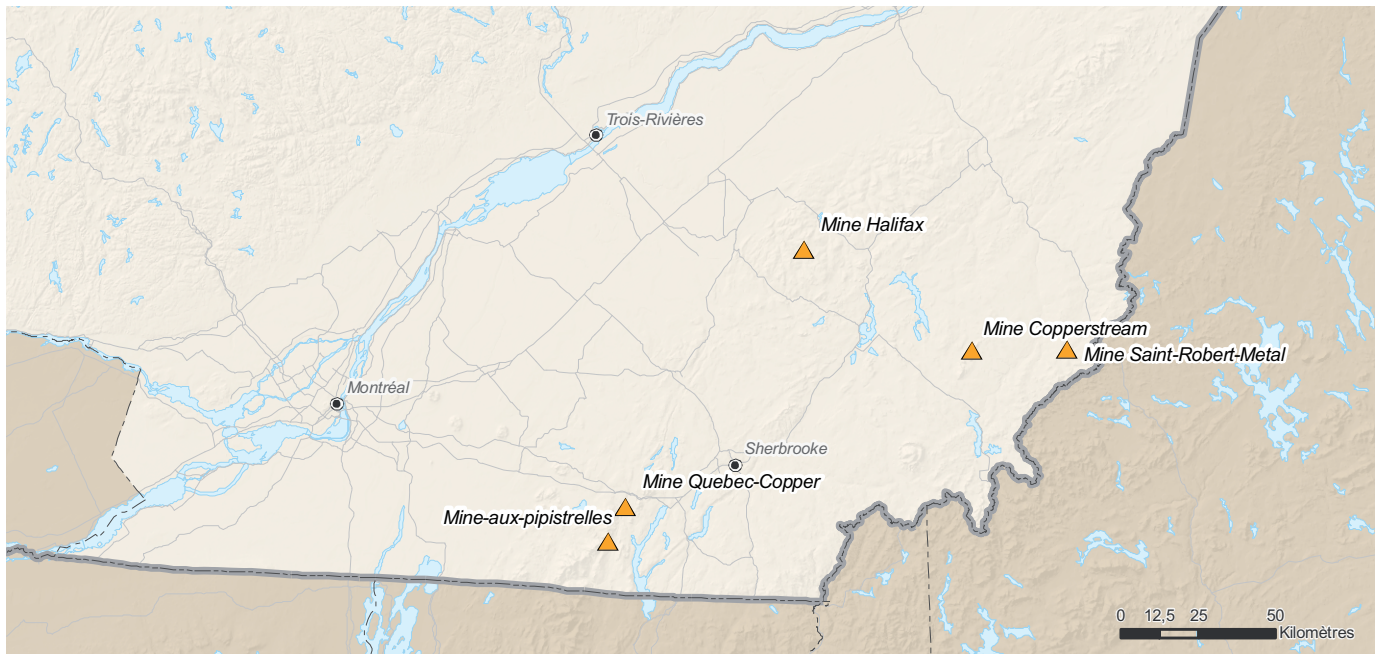 Trois-Rivières
Mine Halifax
Mine Copperstream
Mine Saint-Robert-Metal
Montréal
Sherbrooke
Mine Quebec-Copper
Mine-aux-pipistrelles
0 12,5 25 50
Kilomètres